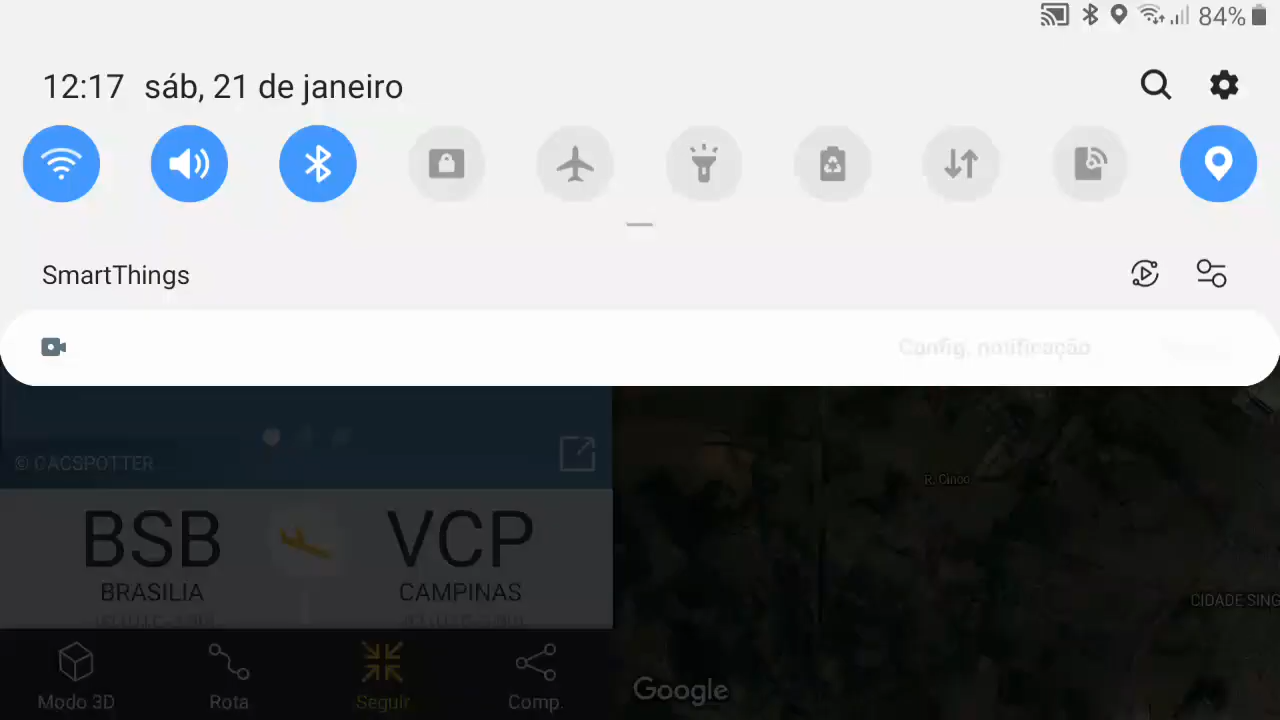 84%
12:17 sáb, 21 de janeiro
SmartThings
Config. notificação
© CACSPOTTER
R. Cinco
BSB VCP
BRASILIA CAMPINAS
CIDADE SING
Modo 3D Rota Seguir Comp.
Google